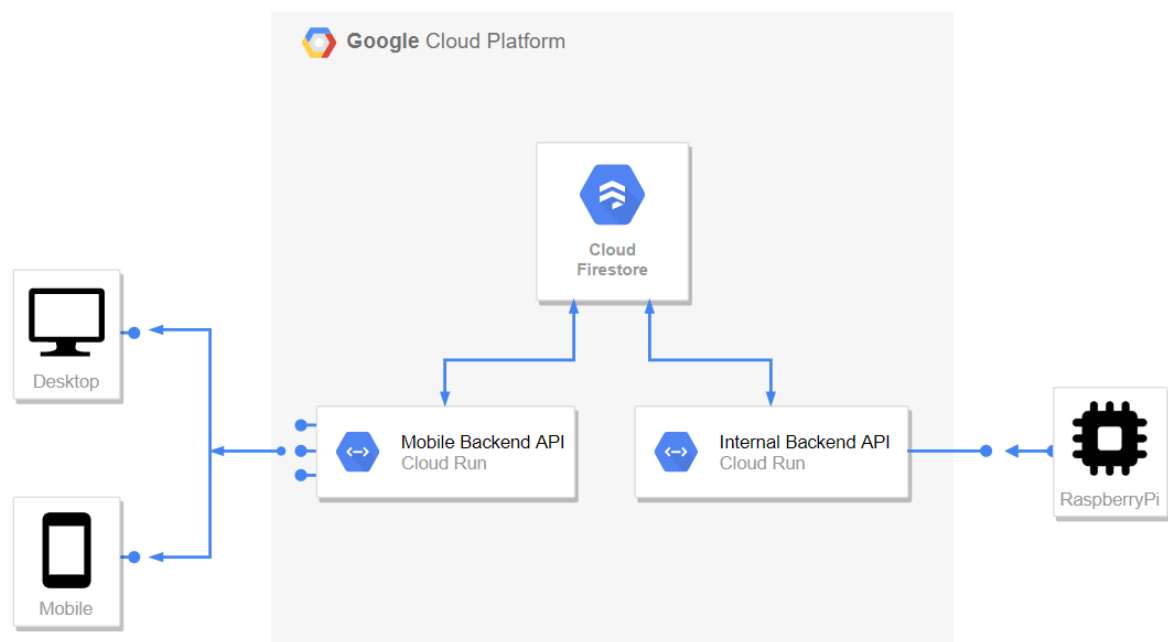 Google Cloud Platform
Cloud
Firestore
Desktop
Mobile Backend API
Cloud Run
Internal Backend API
Cloud Run
RaspberryPi
Mobile